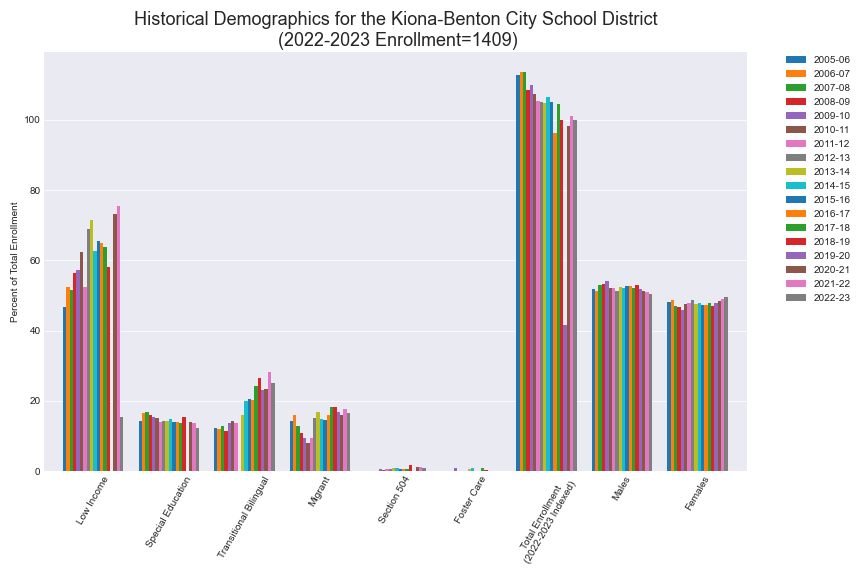 Historical Demographics for the Kiona-Benton City School District
(2022-2023 Enrollment=1409)
Percent of Total Enrollment
100
80
60
40
20
0
Low Income
Special Education
Transitional Bilingual
Migrant
Section 504
Foster Care
Total Enrollment
(2022-2023 Indexed)
Males
Females
2005-06
2006-07
2007-08
2008-09
2009-10
2010-11
2011-12
2012-13
2013-14
2014-15
2015-16
2016-17
2017-18
2018-19
2019-20
2020-21
2021-22
2022-23